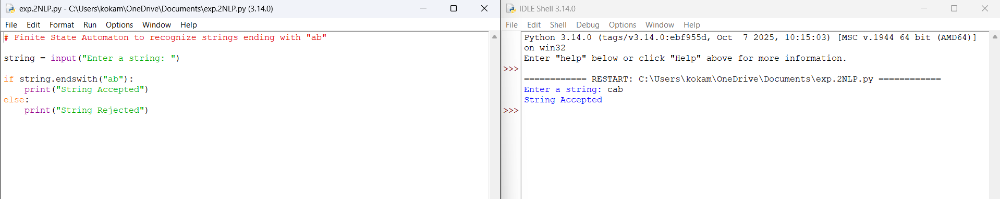 exp.2NLP.py - C:\Users\kokam\OneDrive\Documents\exp.2NLP.py (3.14.0)
File Edit Format Run Options Window Help
# Finite State Automaton to recognize strings ending with "ab"
string = input("Enter a string: ")
if string.endswith("ab"):
    print("String Accepted")
else:
    print("String Rejected")
IDLE Shell 3.14.0
File Edit Shell Debug Options Window Help
Python 3.14.0 (tags/v3.14.0:ebf955d, Oct  7 2025, 10:15:03) [MSC v.1944 64 bit (AMD64)]
on win32
Enter "help" below or click "Help" above for more information.
>>>
============ RESTART: C:\Users\kokam\OneDrive\Documents\exp.2NLP.py ============
Enter a string: cab
String Accepted
>>>